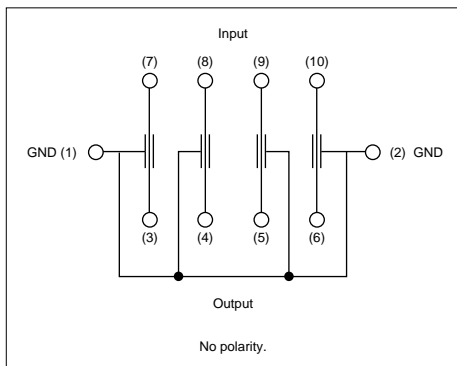 Input
(7) (8) (9) (10)
GND (1) (2) GND
(3) (4) (5) (6)
Output
No polarity.